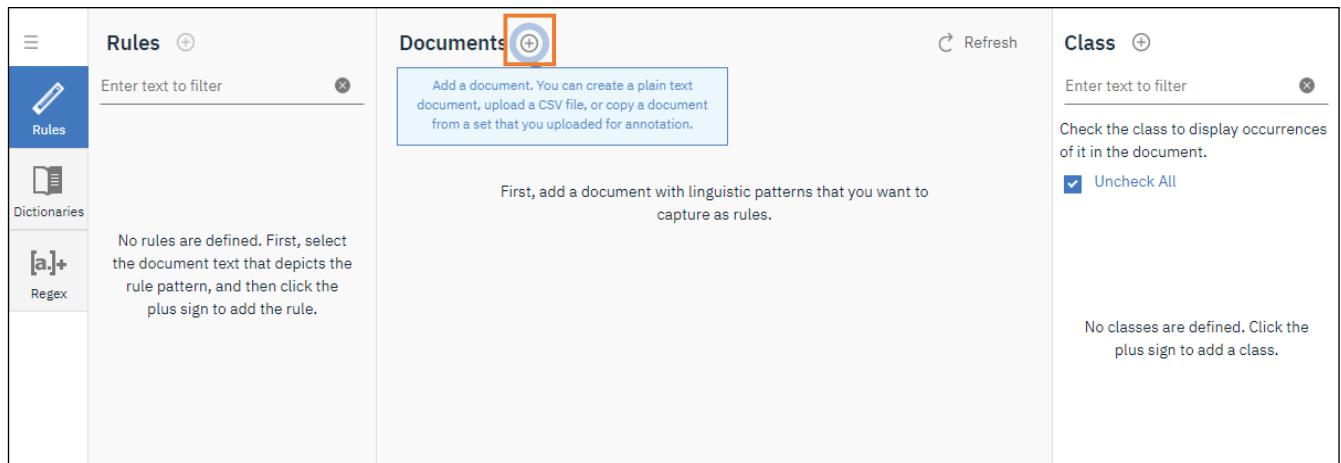 Rules
Dictionaries
[a.]+
Regex
Rules
Enter text to filter
No rules are defined. First, select
the document text that depicts the
rule pattern, and then click the
plus sign to add the rule.
Documents
Refresh
Add a document. You can create a plain text
document, upload a CSV file, or copy a document
from a set that you uploaded for annotation.
First, add a document with linguistic patterns that you want to
capture as rules.
Class
Enter text to filter
Check the class to display occurrences
of it in the document.
Uncheck All
No classes are defined. Click the
plus sign to add a class.